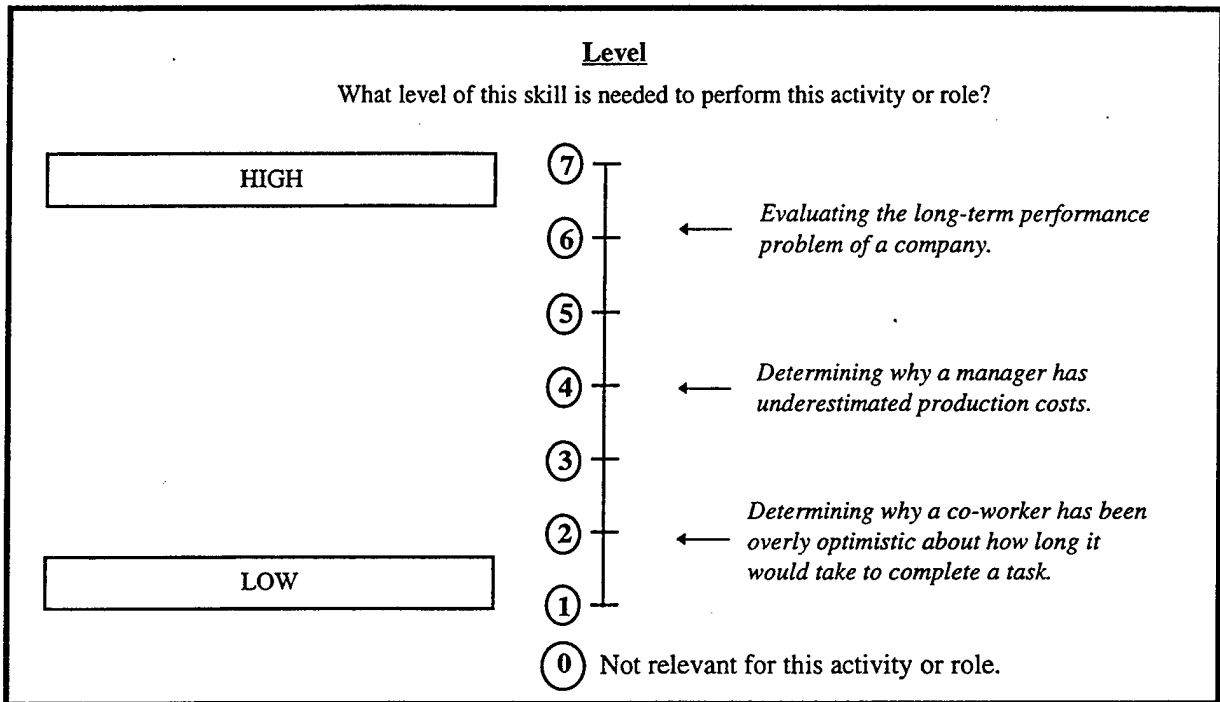 Level
What level of this skill is needed to perform this activity or role?
HIGH
7
6
Evaluating the long-term performance
problem of a company.
5
4
Determining why a manager has
underestimated production costs.
3
2
Determining why a co-worker has been
overly optimistic about how long it
would take to complete a task.
LOW
1
0 Not relevant for this activity or role.